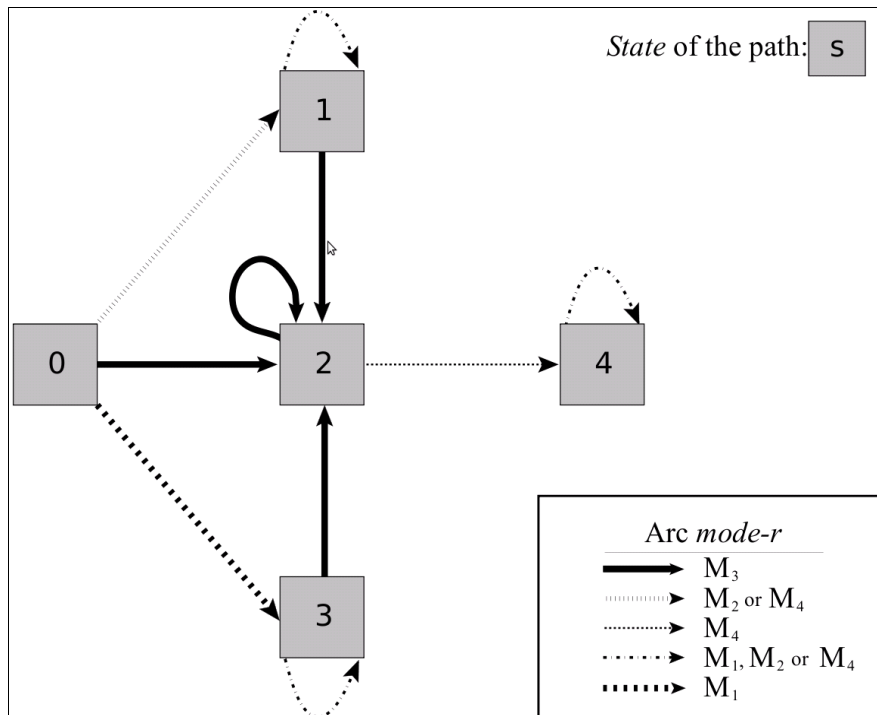 State of the path: s
1
0
2
4
3
Arc mode-r
M₃
M₂ or M₄
M₄
M₁, M₂ or M₄
M₁